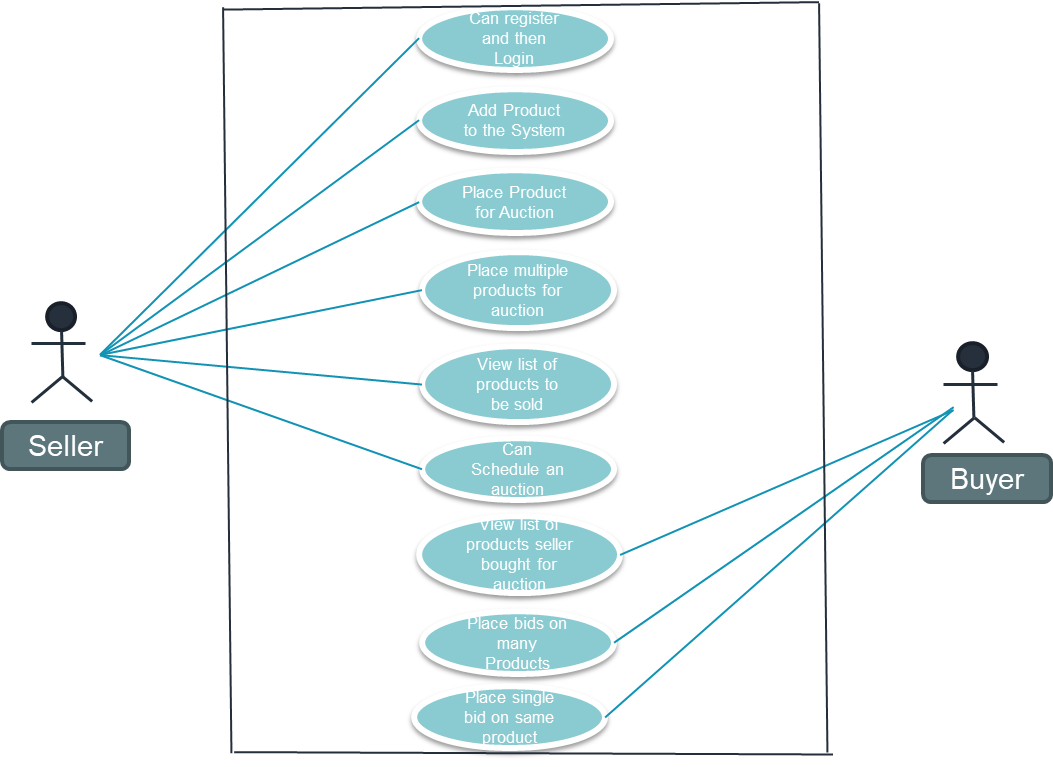 Can register
and then
Login
Add Product
to the System
Place Product
for Auction
Place multiple
products for
auction
View list of
products to
be sold
Can
Schedule an
auction
View list of
products seller
bought for
auction
Place bids on
many
Products
Place single
bid on same
product
Seller
Buyer